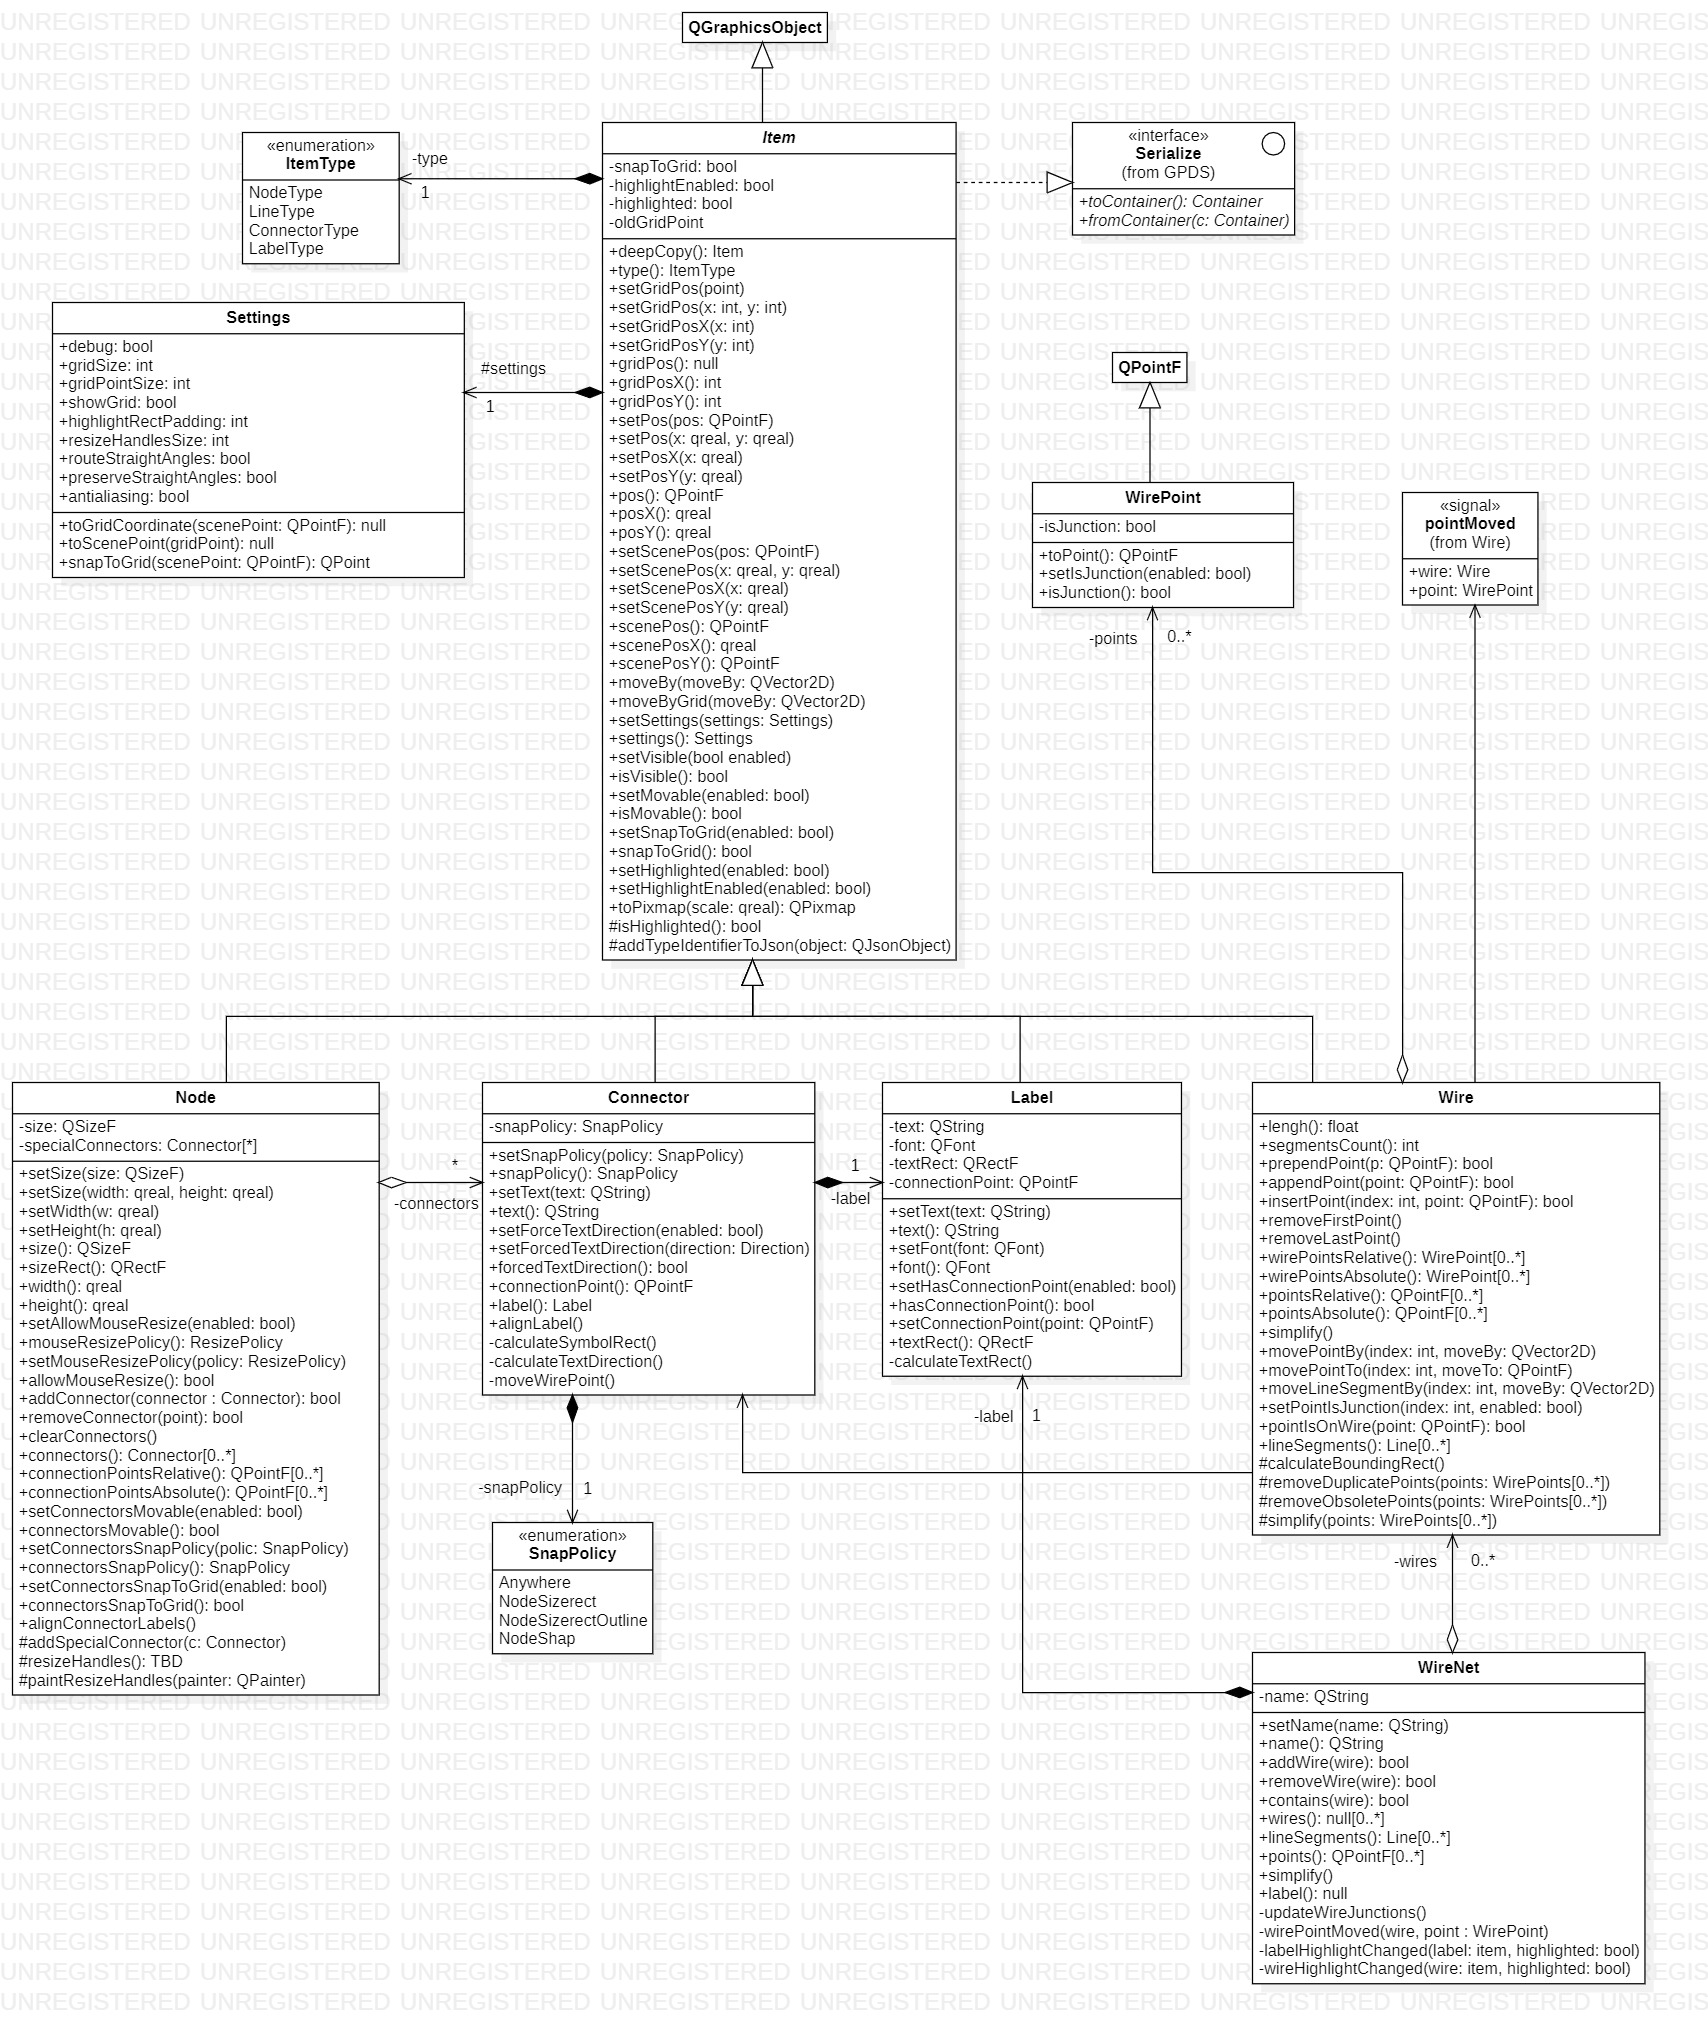 QGraphicsObject
«enumeration»
ItemType
NodeType
LineType
ConnectorType
LabelType
-type
1
Item
-snapToGrid: bool
-highlightEnabled: bool
-highlighted: bool
-oldGridPoint
+deepCopy(): Item
+type(): ItemType
+setGridPos(point)
+setGridPos(x: int, y: int)
+setGridPosX(x: int)
+setGridPosY(y: int)
+gridPos(): null
+gridPosX(): int
+gridPosY(): int
+setPos(pos: QPointF)
+setPos(x: qreal, y: qreal)
+setPosX(x: qreal)
+setPosY(y: qreal)
+pos(): QPointF
+posX(): qreal
+posY(): qreal
+setScenePos(pos: QPointF)
+setScenePos(x: qreal, y: qreal)
+setScenePosX(x: qreal)
+setScenePosY(y: qreal)
+scenePos(): QPointF
+scenePosX(): qreal
+scenePosY(): QPointF
+moveBy(moveBy: QVector2D)
+moveByGrid(moveBy: QVector2D)
+setSettings(settings: Settings)
+settings(): Settings
+setVisible(bool enabled)
+isVisible(): bool
+setMovable(enabled: bool)
+isMovable(): bool
+setSnapToGrid(enabled: bool)
+snapToGrid(): bool
+setHighlighted(enabled: bool)
+setHighlightEnabled(enabled: bool)
+toPixmap(scale: qreal): QPixmap
#isHighlighted(): bool
#addTypeIdentifierToJson(object: QJsonObject)
«interface»
Serialize
(from GPDS)
+toContainer(): Container
+fromContainer(c: Container)
Settings
+debug: bool
+gridSize: int
+gridPointSize: int
+showGrid: bool
+highlightRectPadding: int
+resizeHandlesSize: int
+routeStraightAngles: bool
+preserveStraightAngles: bool
+antialiasing: bool
+toGridCoordinate(scenePoint: QPointF): null
+toScenePoint(gridPoint): null
+snapToGrid(scenePoint: QPointF): QPoint
#settings
1
QPointF
WirePoint
-isJunction: bool
+toPoint(): QPointF
+setIsJunction(enabled: bool)
+isJunction(): bool
-points
0..*
«signal»
pointMoved
(from Wire)
+wire: Wire
+point: WirePoint
Node
-size: QSizeF
-specialConnectors: Connector[*]
+setSize(size: QSizeF)
+setSize(width: qreal, height: qreal)
+setWidth(w: qreal)
+setHeight(h: qreal)
+size(): QSizeF
+sizeRect(): QRectF
+width(): qreal
+height(): qreal
+setAllowMouseResize(enabled: bool)
+mouseResizePolicy(): ResizePolicy
+setMouseResizePolicy(policy: ResizePolicy)
+allowMouseResize(): bool
+addConnector(connector : Connector): bool
+removeConnector(point): bool
+clearConnectors()
+connectors(): Connector[0..*]
+connectionPointsRelative(): QPointF[0..*]
+connectionPointsAbsolute(): QPointF[0..*]
+setConnectorsMovable(enabled: bool)
+connectorsMovable(): bool
+setConnectorsSnapPolicy(polic: SnapPolicy)
+connectorsSnapPolicy(): SnapPolicy
+setConnectorsSnapToGrid(enabled: bool)
+connectorsSnapToGrid(): bool
+alignConnectorLabels()
#addSpecialConnector(c: Connector)
#resizeHandles(): TBD
#paintResizeHandles(painter: QPainter)
*
-connectors
Connector
-snapPolicy: SnapPolicy
+setSnapPolicy(policy: SnapPolicy)
+snapPolicy(): SnapPolicy
+setText(text: QString)
+text(): QString
+setForceTextDirection(enabled: bool)
+setForcedTextDirection(direction: Direction)
+forcedTextDirection(): bool
+connectionPoint(): QPointF
+label(): Label
+alignLabel()
-calculateSymbolRect()
-calculateTextDirection()
-moveWirePoint()
1
-label
Label
-text: QString
-font: QFont
-textRect: QRectF
-connectionPoint: QPointF
+setText(text: QString)
+text(): QString
+setFont(font: QFont)
+font(): QFont
+setHasConnectionPoint(enabled: bool)
+hasConnectionPoint(): bool
+setConnectionPoint(point: QPointF)
+textRect(): QRectF
-calculateTextRect()
-label
1
Wire
+lengh(): float
+segmentsCount(): int
+prependPoint(p: QPointF): bool
+appendPoint(point: QPointF): bool
+insertPoint(index: int, point: QPointF): bool
+removeFirstPoint()
+removeLastPoint()
+wirePointsRelative(): WirePoint[0..*]
+wirePointsAbsolute(): WirePoint[0..*]
+pointsRelative(): QPointF[0..*]
+pointsAbsolute(): QPointF[0..*]
+simplify()
+movePointBy(index: int, moveBy: QVector2D)
+movePointTo(index: int, moveTo: QPointF)
+moveLineSegmentBy(index: int, moveBy: QVector2D)
+setPointIsJunction(index: int, enabled: bool)
+pointIsOnWire(point: QPointF): bool
+lineSegments(): Line[0..*]
#calculateBoundingRect()
#removeDuplicatePoints(points: WirePoints[0..*])
#removeObsoletePoints(points: WirePoints[0..*])
#simplify(points: WirePoints[0..*])
-snapPolicy
1
«enumeration»
SnapPolicy
Anywhere
NodeSizerect
NodeSizerectOutline
NodeShap
-wires
0..*
WireNet
-name: QString
+setName(name: QString)
+name(): QString
+addWire(wire): bool
+removeWire(wire): bool
+contains(wire): bool
+wires(): null[0..*]
+lineSegments(): Line[0..*]
+points(): QPointF[0..*]
+simplify()
+label(): null
-updateWireJunctions()
-wirePointMoved(wire, point : WirePoint)
-labelHighlightChanged(label: item, highlighted: bool)
-wireHighlightChanged(wire: item, highlighted: bool)